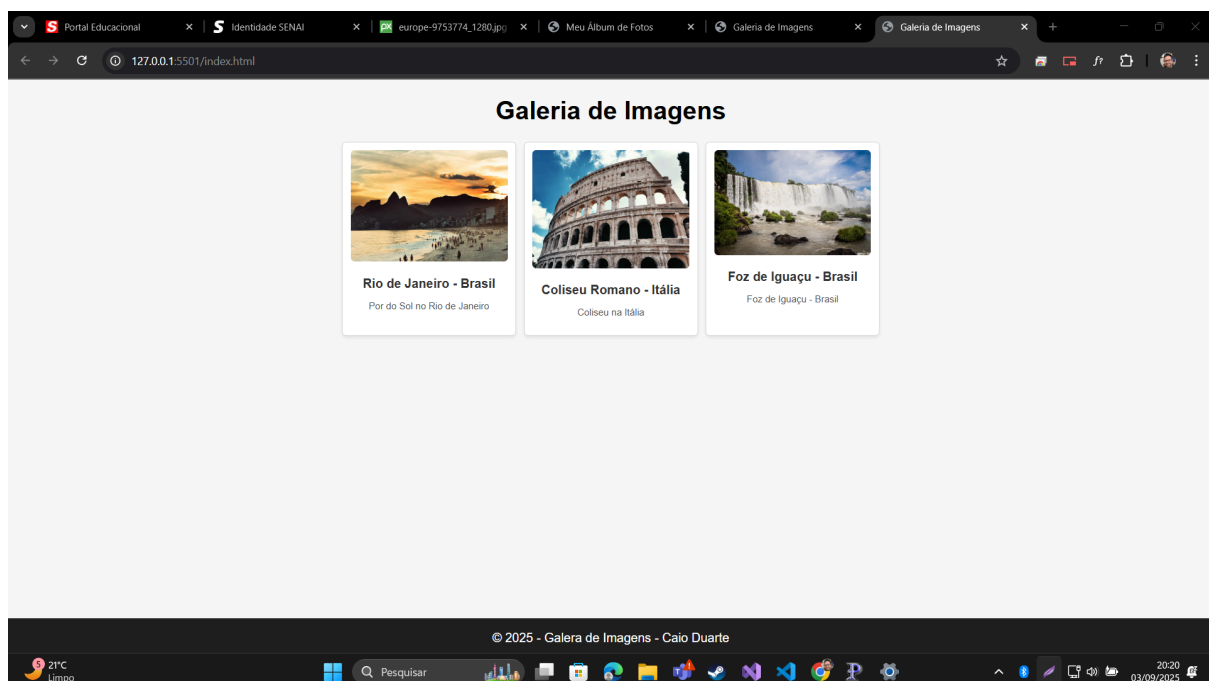 Portal Educacional
Identidade SENAI
europe-9753774_1280.jpg
Meu Álbum de Fotos
Galeria de Imagens
Galeria de Imagens
127.0.0.1:5501/index.html
Galeria de Imagens
Rio de Janeiro - Brasil
Por do Sol no Rio de Janeiro
Coliseu Romano - Itália
Coliseu na Itália
Foz de Iguaçu - Brasil
Foz de Iguaçu - Brasil
© 2025 - Galera de Imagens - Caio Duarte
5
21°C
Limpo
Pesquisar
20:20
03/09/2025